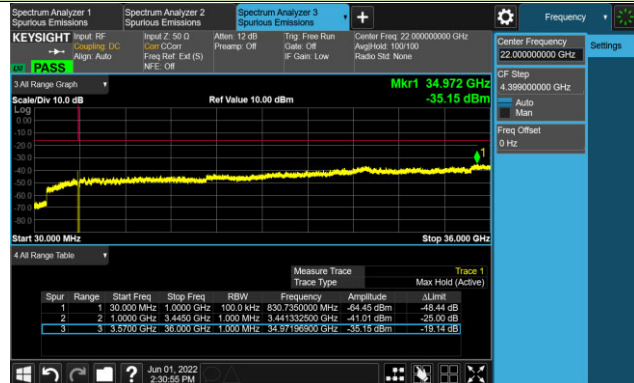 Spectrum Analyzer 1
Spurious Emissions
Spectrum Analyzer 2
Spurious Emissions
Spectrum Analyzer 3
Spurious Emissions
Frequency
KEYSIGHT
Input: RF
Coupling: DC
Align: Auto
Input Z: 50 Ω
Corr CCorr
Freq Ref: Ext (S)
NFE: Off
Atten: 12 dB
Preamp: Off
Trig: Free Run
Gate: Off
IF Gain: Low
Center Freq: 22.000000000 GHz
Avg|Hold: 100/100
Radio Std: None
LXI PASS
Center Frequency
22.000000000 GHz
Settings
CF Step
4.399000000 GHz
Auto
Man
Freq Offset
0 Hz
3 All Range Graph
Mkr1 34.972 GHz
-35.15 dBm
Scale/Div 10.0 dB
Ref Value 10.00 dBm
Log
0.00
-10.0
-20.0
-30.0
-40.0
-50.0
-60.0
-70.0
-80.0
1
Start 30.000 MHz
Stop 36.000 GHz
4 All Range Table
Measure Trace Trace 1
Trace Type Max Hold (Active)
Spur Range Start Freq Stop Freq RBW Frequency Amplitude ΔLimit
1 1 30.000 MHz 1.0000 GHz 100.0 kHz 830.7350000 MHz -64.45 dBm -48.44 dB
2 2 1.0000 GHz 3.4450 GHz 1.000 MHz 3.441332500 GHz -41.01 dBm -25.00 dB
3 3 3.5700 GHz 36.000 GHz 1.000 MHz 34.97196900 GHz -35.15 dBm -19.14 dB
?
Jun 01, 2022
2:30:55 PM